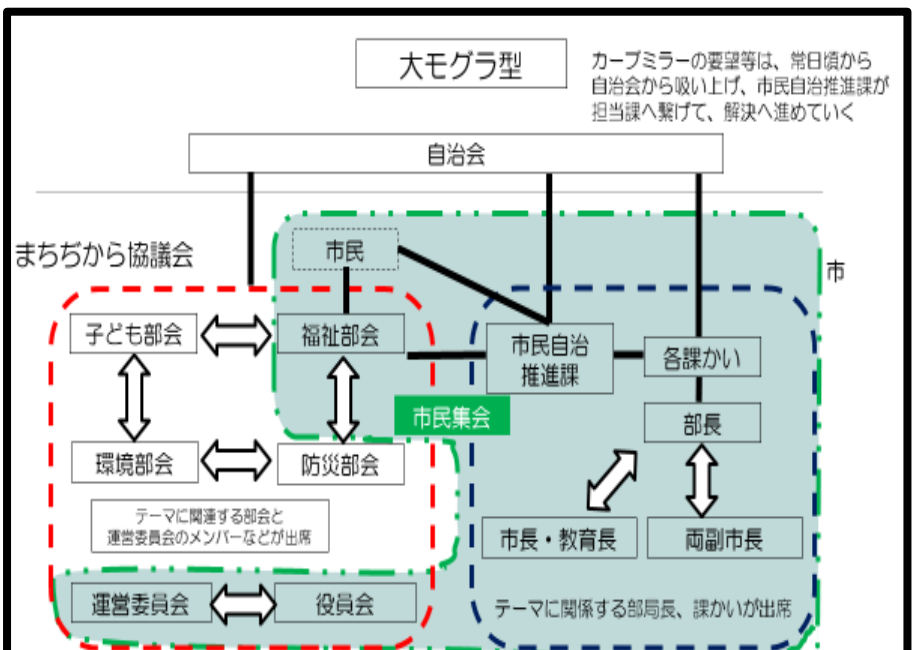 大モグラ型
カーブミラーの要望等は、常日頃から
自治会から吸い上げ、市民自治推進課が
担当課へ繋げて、解決へ進めていく
自治会
まちぢから協議会
市民
市
子ども部会
福祉部会
市民自治
推進課
各課かい
市民集会
部長
環境部会
防災部会
テーマに関連する部会と
運営委員会のメンバーなどが出席
市長・教育長
両副市長
運営委員会
役員会
テーマに関係する部局長、課かいが出席